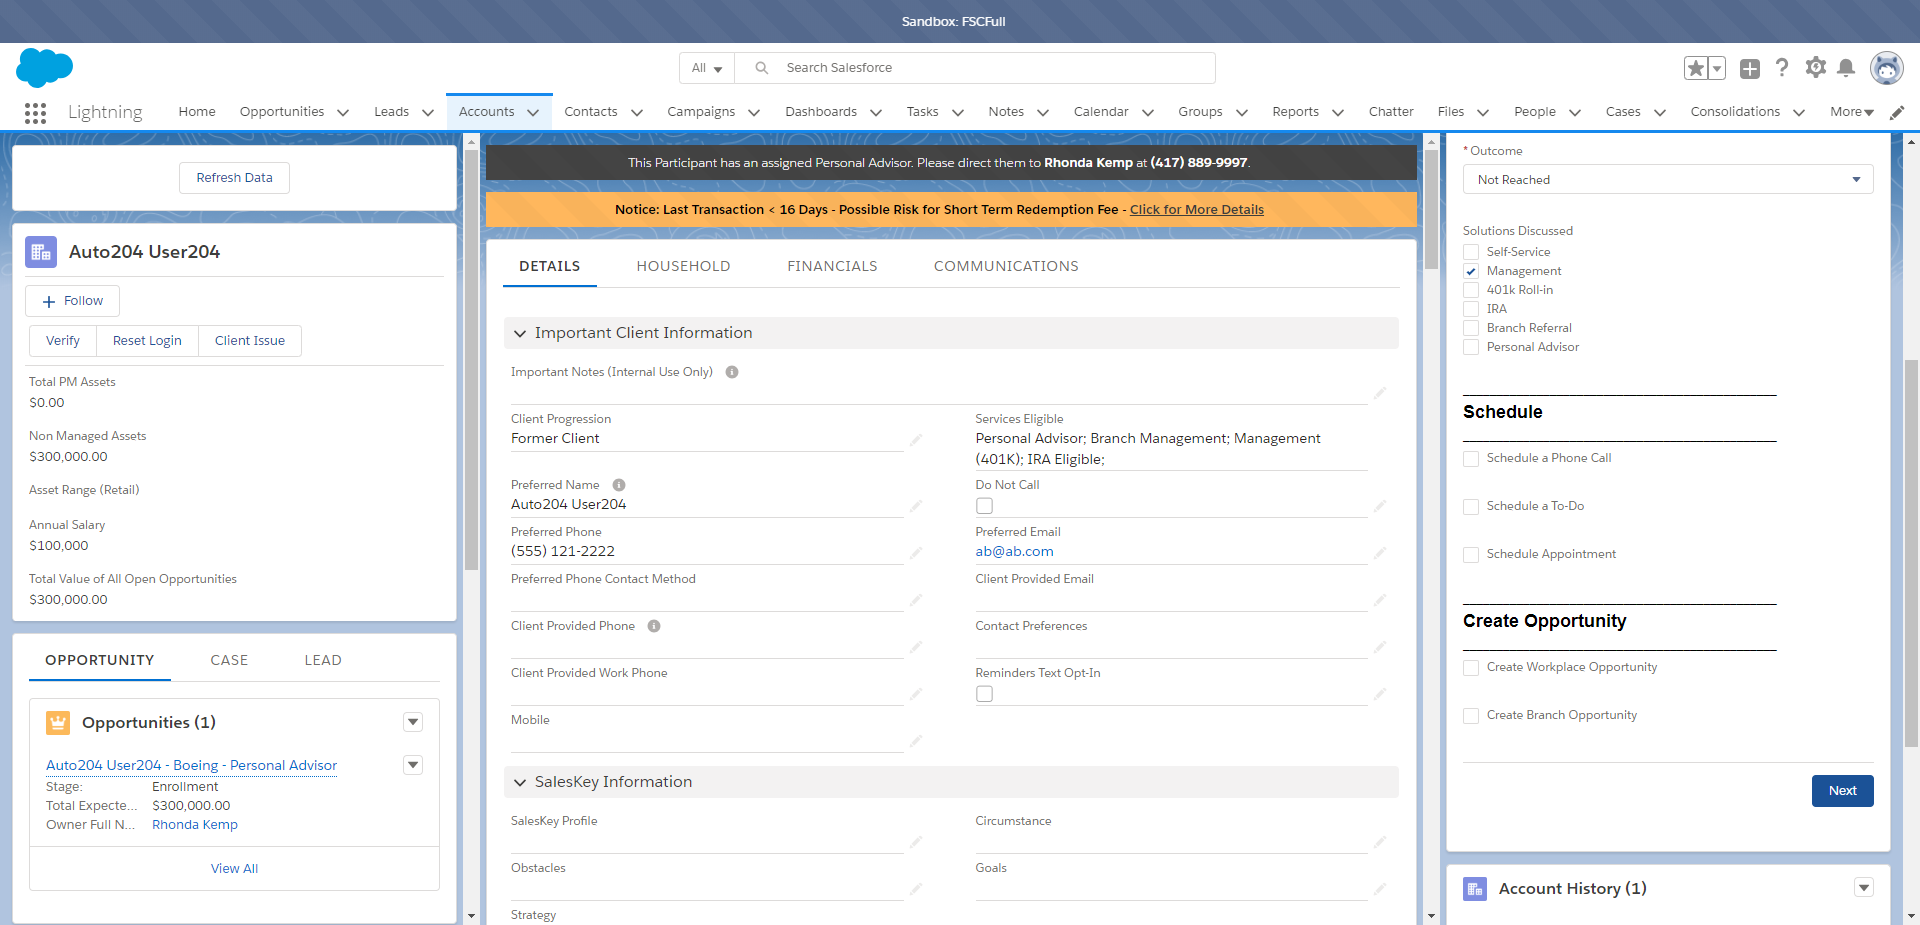 Sandbox: FSCFull
All
Search Salesforce
Lightning
Home
Opportunities
Leads
Accounts
Contacts
Campaigns
Dashboards
Tasks
Notes
Calendar
Groups
Reports
Chatter
Files
People
Cases
Consolidations
More
Refresh Data
Auto204 User204
Follow
Verify
Reset Login
Client Issue
Total PM Assets
$0.00
Non Managed Assets
$300,000.00
Asset Range (Retail)
Annual Salary
$100,000
Total Value of All Open Opportunities
$300,000.00
OPPORTUNITY
CASE
LEAD
Opportunities (1)
Auto204 User204 - Boeing - Personal Advisor
Stage: Enrollment
Total Expecte... $300,000.00
Owner Full N... Rhonda Kemp
View All
This Participant has an assigned Personal Advisor. Please direct them to Rhonda Kemp at (417) 889-9997.
Notice: Last Transaction < 16 Days - Possible Risk for Short Term Redemption Fee - Click for More Details
DETAILS
HOUSEHOLD
FINANCIALS
COMMUNICATIONS
Important Client Information
Important Notes (Internal Use Only)
Client Progression
Former Client
Services Eligible
Personal Advisor; Branch Management; Management
(401K); IRA Eligible;
Preferred Name
Auto204 User204
Do Not Call
Preferred Phone
(555) 121-2222
Preferred Email
ab@ab.com
Preferred Phone Contact Method
Client Provided Email
Client Provided Phone
Contact Preferences
Client Provided Work Phone
Reminders Text Opt-In
Mobile
SalesKey Information
SalesKey Profile
Circumstance
Obstacles
Goals
Strategy
* Outcome
Not Reached
Solutions Discussed
Self-Service
Management
401k Roll-in
IRA
Branch Referral
Personal Advisor
Schedule
Schedule a Phone Call
Schedule a To-Do
Schedule Appointment
Create Opportunity
Create Workplace Opportunity
Create Branch Opportunity
Next
Account History (1)